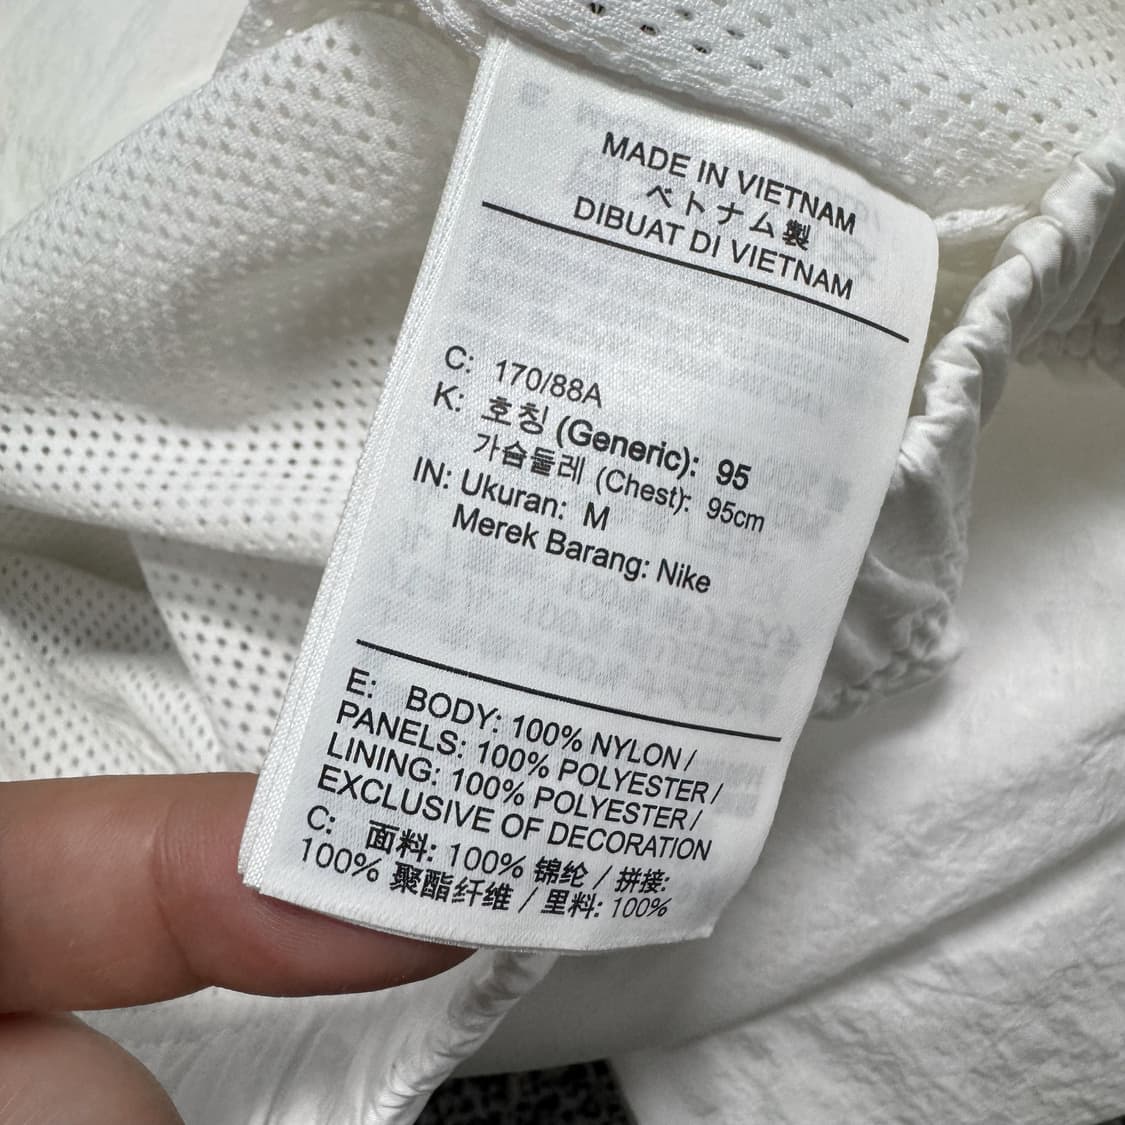 MADE IN VIETNAM
ベトナム製
DIBUAT DI VIETNAM
C: 170/88A
K: 호칭 (Generic): 95
가슴둘레 (Chest): 95cm
IN: Ukuran: M
Merek Barang: Nike
E: BODY: 100% NYLON /
PANELS: 100% POLYESTER /
LINING: 100% POLYESTER /
EXCLUSIVE OF DECORATION
C: 面料: 100% 锦纶 / 拼接:
100% 聚酯纤维 / 里料: 100%